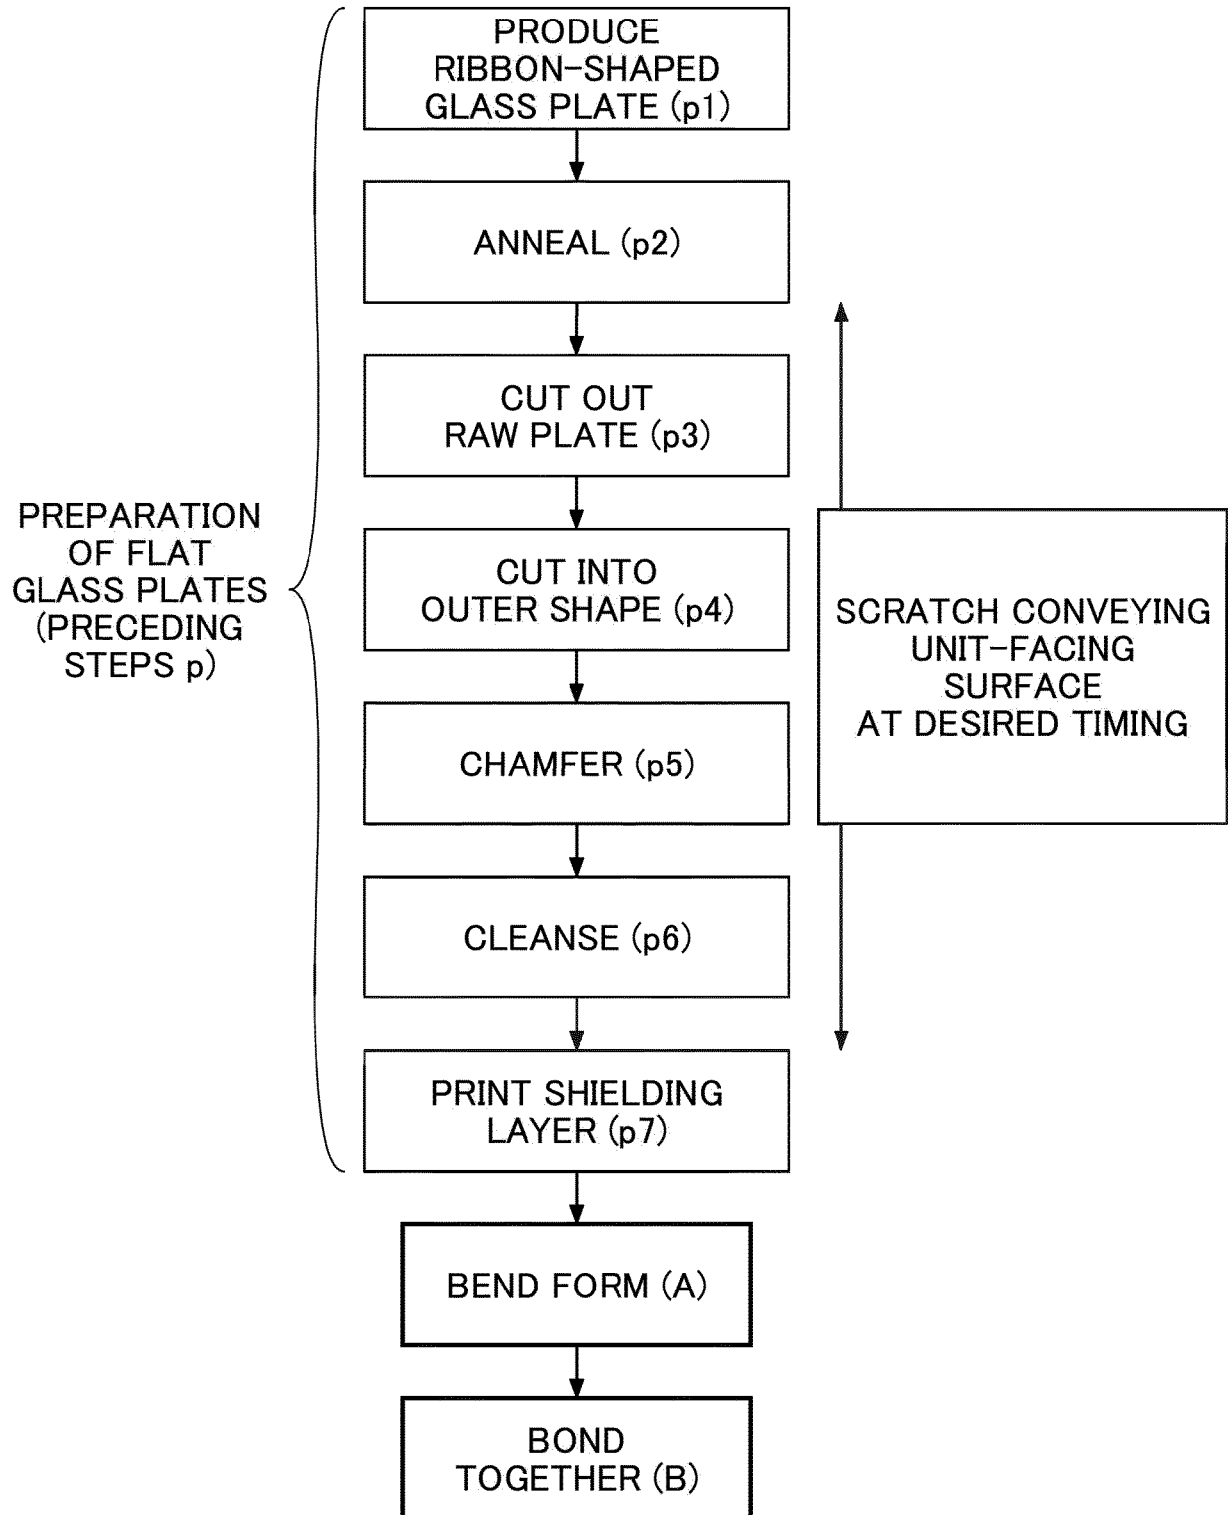 PRODUCE
RIBBON-SHAPED
GLASS PLATE (p1)
ANNEAL (p2)
CUT OUT
RAW PLATE (p3)
PREPARATION
OF FLAT
GLASS PLATES
(PRECEDING
STEPS p)
CUT INTO
OUTER SHAPE (p4)
SCRATCH CONVEYING
UNIT-FACING
SURFACE
AT DESIRED TIMING
CHAMFER (p5)
CLEANSE (p6)
PRINT SHIELDING
LAYER (p7)
BEND FORM (A)
BOND
TOGETHER (B)